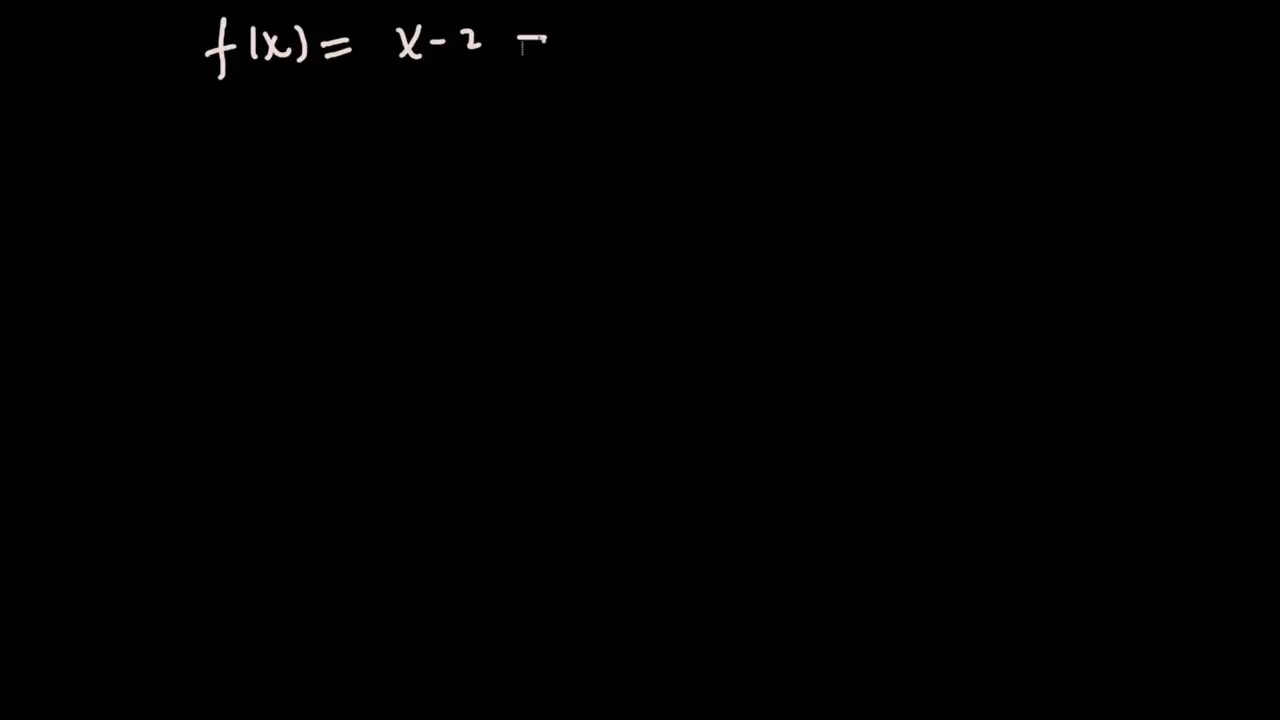 f(x) = x - 2